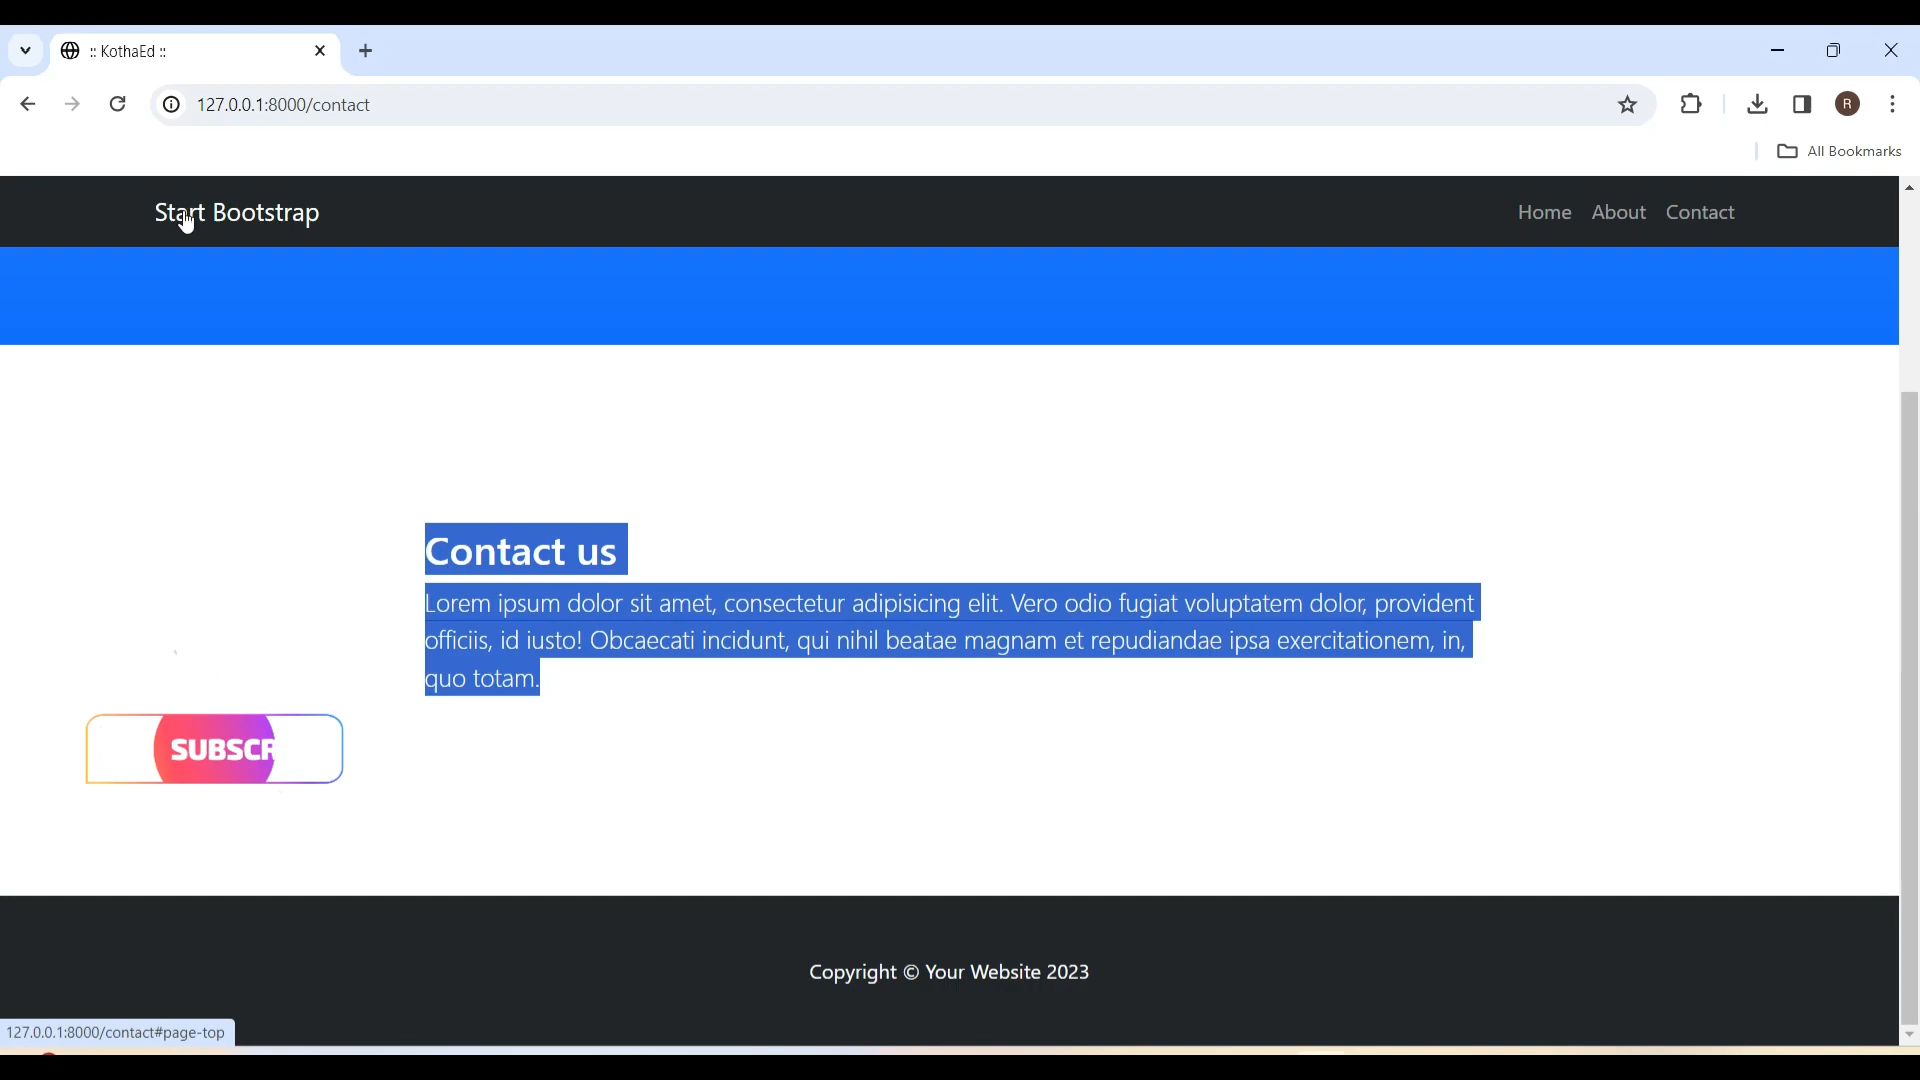 :: KothaEd ::
127.0.0.1:8000/contact
R
All Bookmarks
Start Bootstrap
Home About Contact
Contact us
Lorem ipsum dolor sit amet, consectetur adipisicing elit. Vero odio fugiat voluptatem dolor, provident
officiis, id iusto! Obcaecati incidunt, qui nihil beatae magnam et repudiandae ipsa exercitationem, in,
quo totam.
SUBSCR
Copyright © Your Website 2023
127.0.0.1:8000/contact#page-top